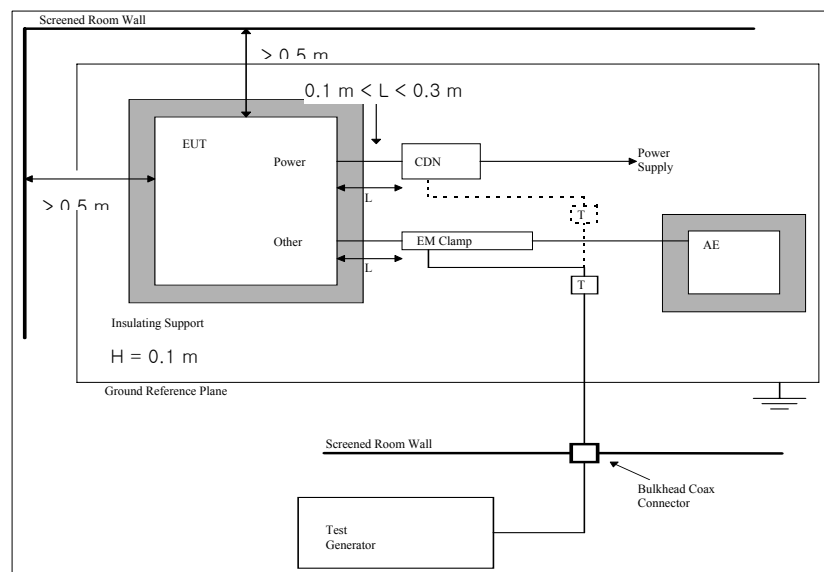 Screened Room Wall
> 0.5 m
0.1 m < L < 0.3 m
EUT
Power
CDN
Power
Supply
L
> 0.5 m
T
Other
EM Clamp
AE
L
T
Insulating Support
H = 0.1 m
Ground Reference Plane
Screened Room Wall
Bulkhead Coax
Connector
Test
Generator